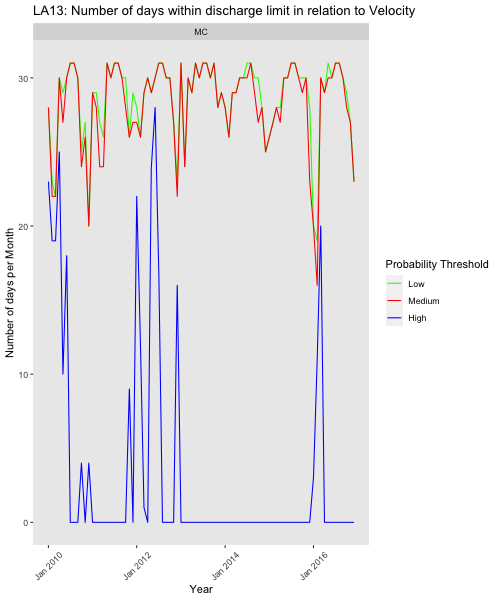 LA13: Number of days within discharge limit in relation to Velocity
MC
Number of days per Month
30
20
10
0
Jan 2010
Jan 2012
Jan 2014
Jan 2016
Year
Probability Threshold
Low
Medium
High